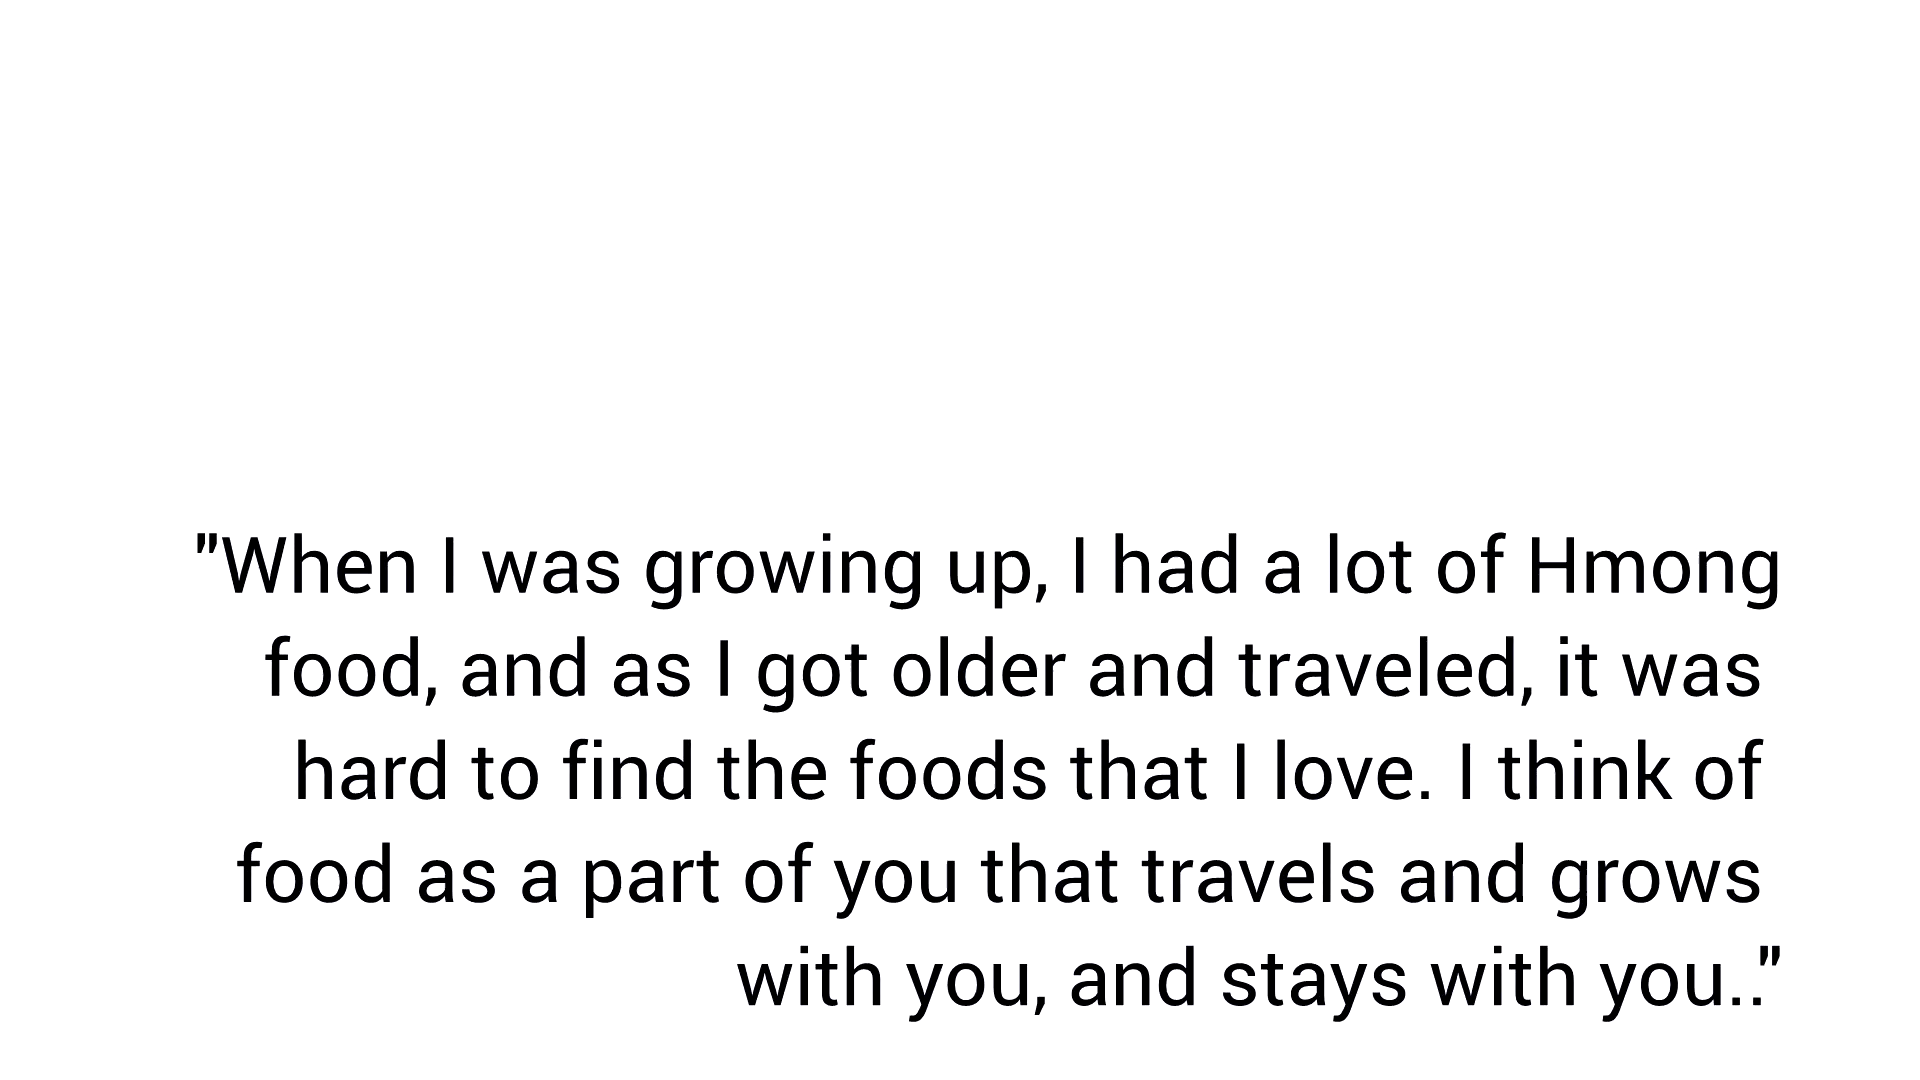 "When I was growing up, I had a lot of Hmong
food, and as I got older and traveled, it was
hard to find the foods that I love. I think of
food as a part of you that travels and grows
with you, and stays with you.."